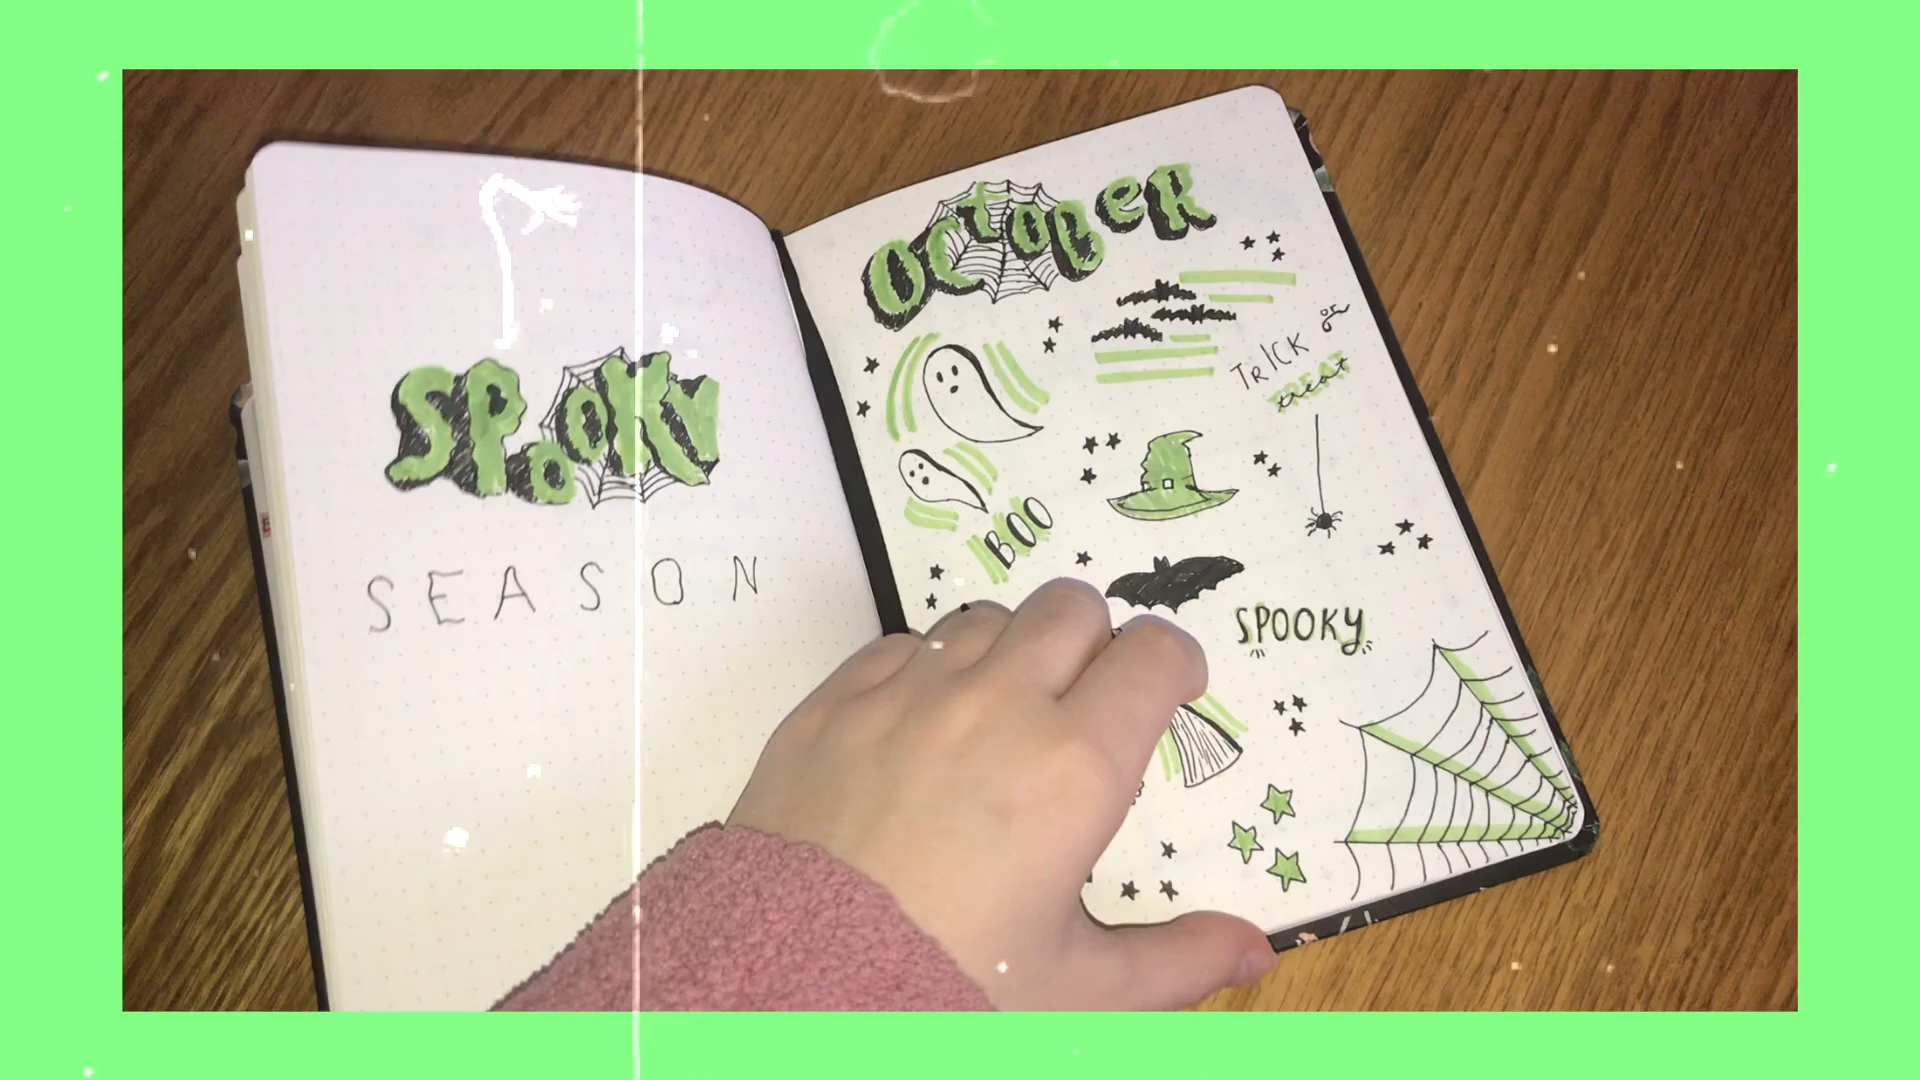 SPOOKY
SEASON
OCtOBeR
TRICK or
treat
BOO
SPOOKY